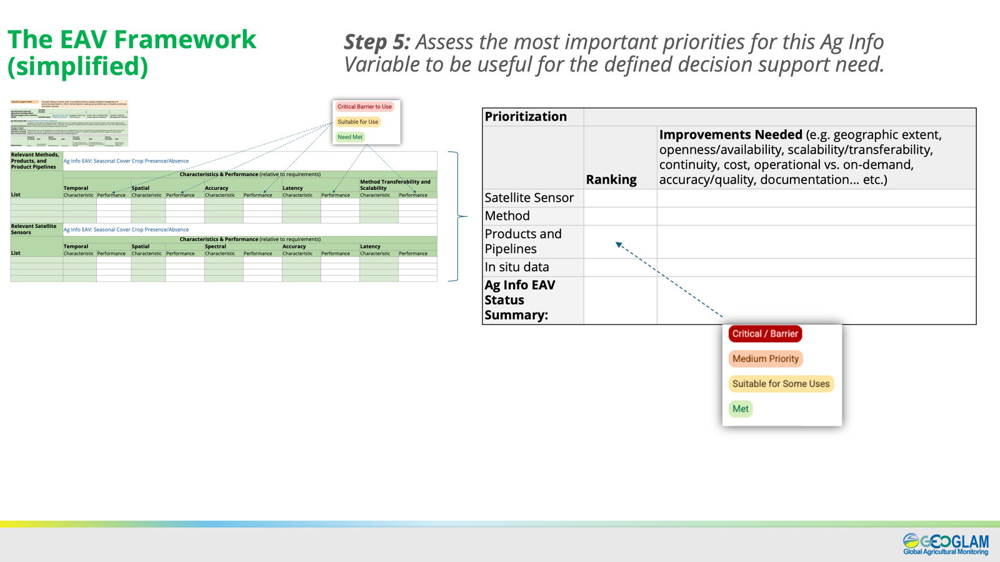 The EAV Framework
(simplified)
Step 5: Assess the most important priorities for this Ag Info
Variable to be useful for the defined decision support need.
Decision Support Need
Critical Barrier to Use
Suitable for Use
Need Met
Relevant Methods,
Products, and
Product Pipelines
Ag Info EAV: Seasonal Cover Crop Presence/Absence
Characteristics & Performance (relative to requirements)
Temporal Spatial Accuracy Latency Method Transferability and
Scalability
List Characteristic Performance Characteristic Performance Characteristic Performance Characteristic Performance Characteristic Performance
Relevant Satellite
Sensors
Ag Info EAV: Seasonal Cover Crop Presence/Absence
Characteristics & Performance (relative to requirements)
Temporal Spatial Spectral Accuracy Latency
List Characteristic Performance Characteristic Performance Characteristic Performance Characteristic Performance Characteristic Performance
Prioritization
Ranking
Improvements Needed (e.g. geographic extent,
openness/availability, scalability/transferability,
continuity, cost, operational vs. on-demand,
accuracy/quality, documentation... etc.)
Satellite Sensor
Method
Products and
Pipelines
In situ data
Ag Info EAV
Status
Summary:
Critical / Barrier
Medium Priority
Suitable for Some Uses
Met
GEOGLAM
Global Agricultural Monitoring